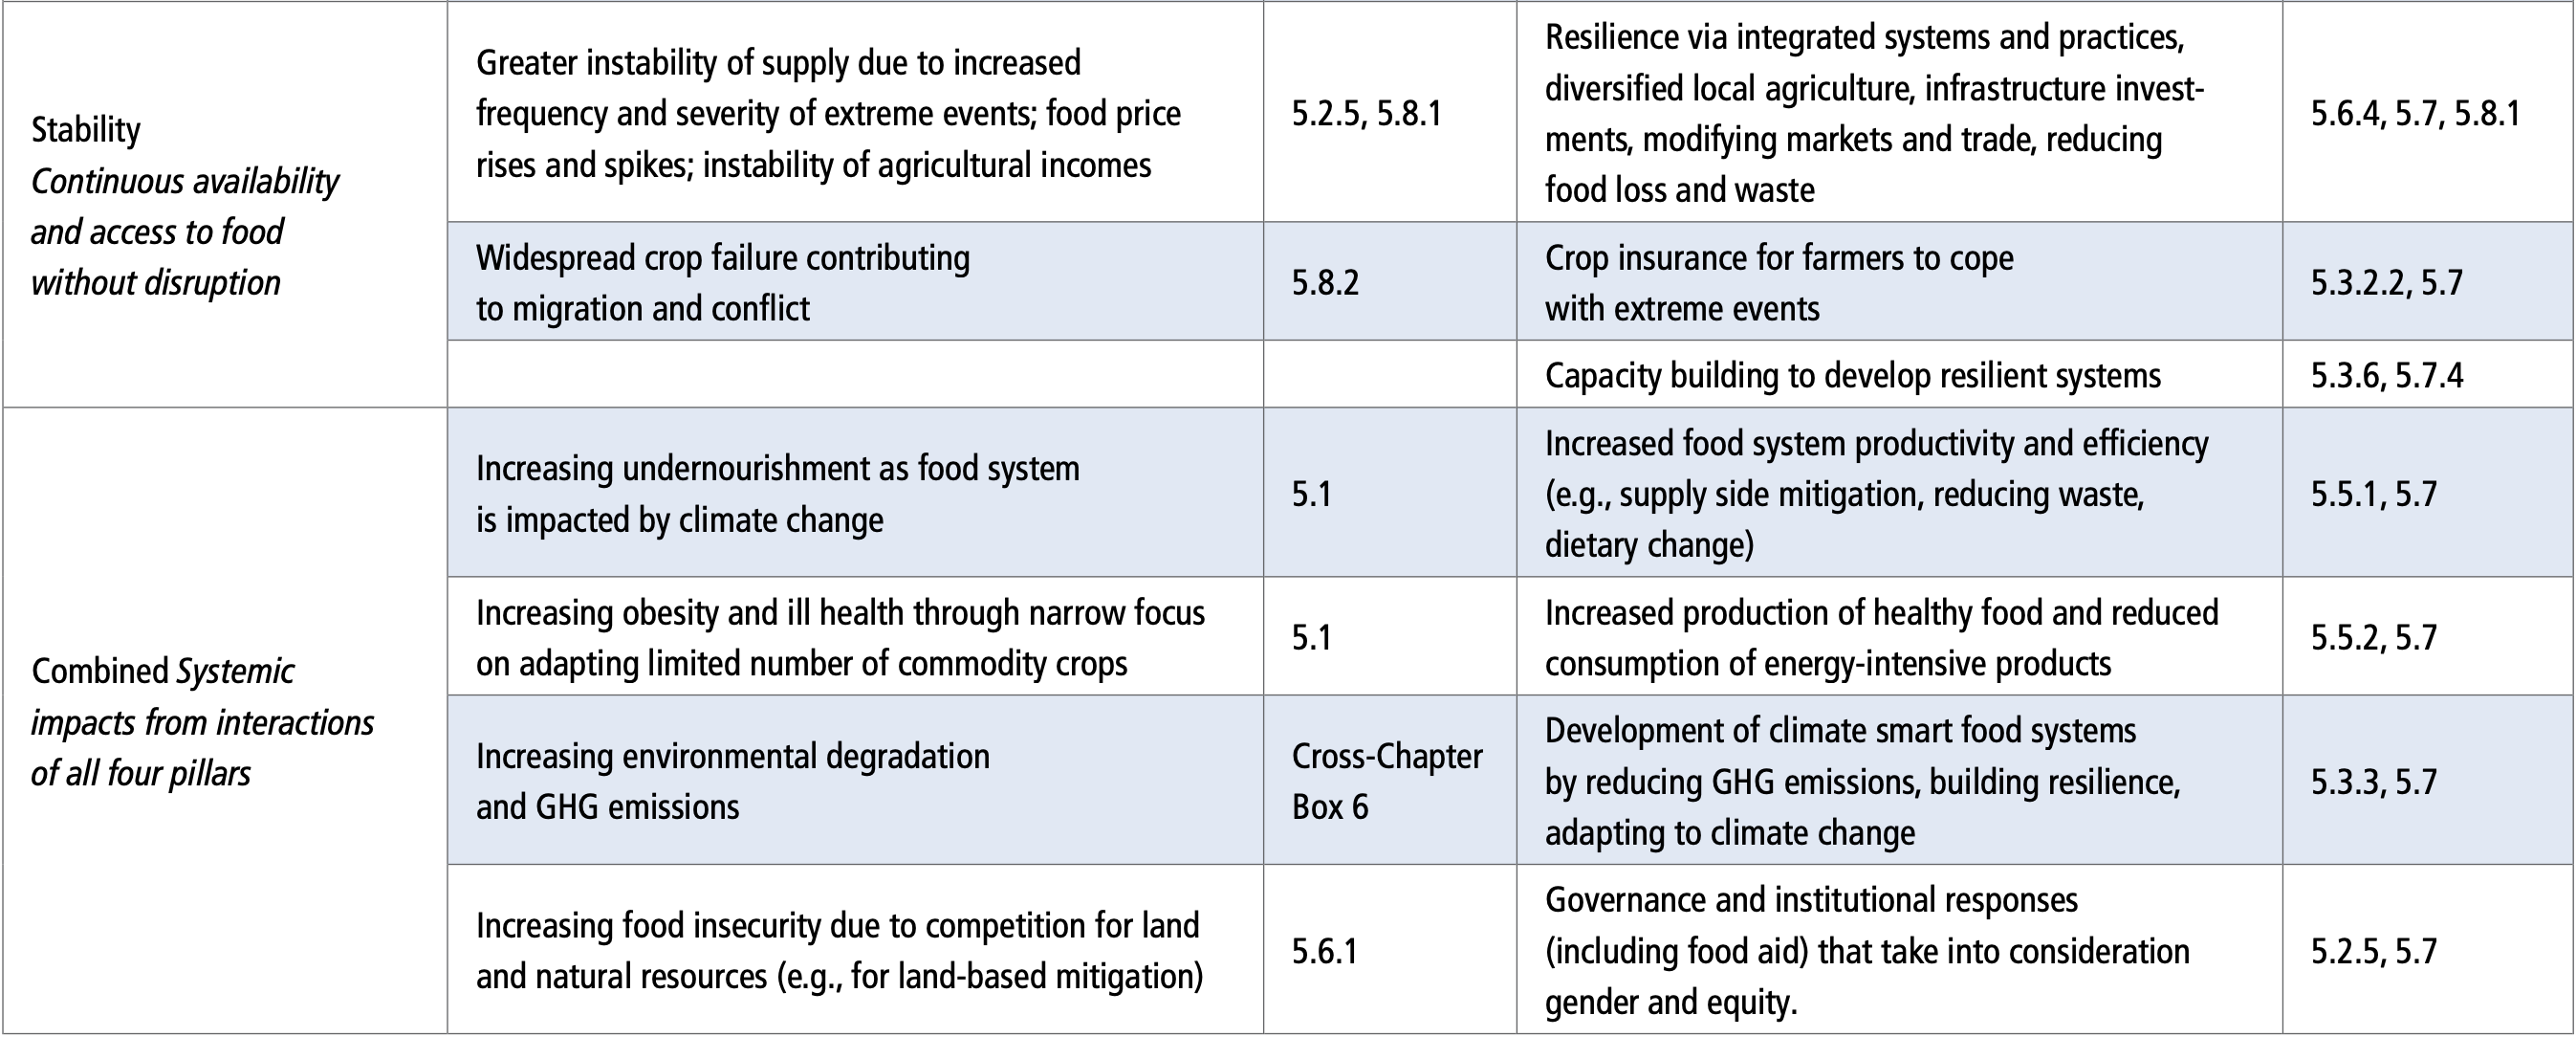 Stability
Continuous availability
and access to food
without disruption
Greater instability of supply due to increased
frequency and severity of extreme events; food price
rises and spikes; instability of agricultural incomes
5.2.5, 5.8.1
Resilience via integrated systems and practices,
diversified local agriculture, infrastructure invest-
ments, modifying markets and trade, reducing
food loss and waste
5.6.4, 5.7, 5.8.1
Widespread crop failure contributing
to migration and conflict
5.8.2
Crop insurance for farmers to cope
with extreme events
5.3.2.2, 5.7
Capacity building to develop resilient systems
5.3.6, 5.7.4
Combined Systemic
impacts from interactions
of all four pillars
Increasing undernourishment as food system
is impacted by climate change
5.1
Increased food system productivity and efficiency
(e.g., supply side mitigation, reducing waste,
dietary change)
5.5.1, 5.7
Increasing obesity and ill health through narrow focus
on adapting limited number of commodity crops
5.1
Increased production of healthy food and reduced
consumption of energy-intensive products
5.5.2, 5.7
Increasing environmental degradation
and GHG emissions
Cross-Chapter
Box 6
Development of climate smart food systems
by reducing GHG emissions, building resilience,
adapting to climate change
5.3.3, 5.7
Increasing food insecurity due to competition for land
and natural resources (e.g., for land-based mitigation)
5.6.1
Governance and institutional responses
(including food aid) that take into consideration
gender and equity.
5.2.5, 5.7